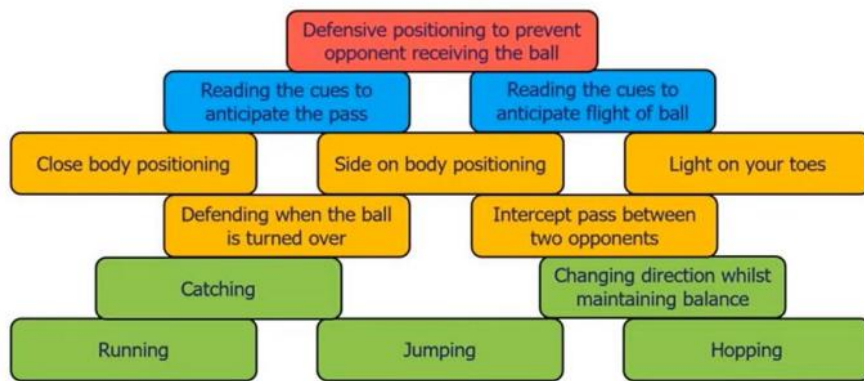 Defensive positioning to prevent
opponent receiving the ball
Reading the cues to
anticipate the pass
Reading the cues to
anticipate flight of ball
Close body positioning
Side on body positioning
Light on your toes
Defending when the ball
is turned over
Intercept pass between
two opponents
Catching
Changing direction whilst
maintaining balance
Running
Jumping
Hopping